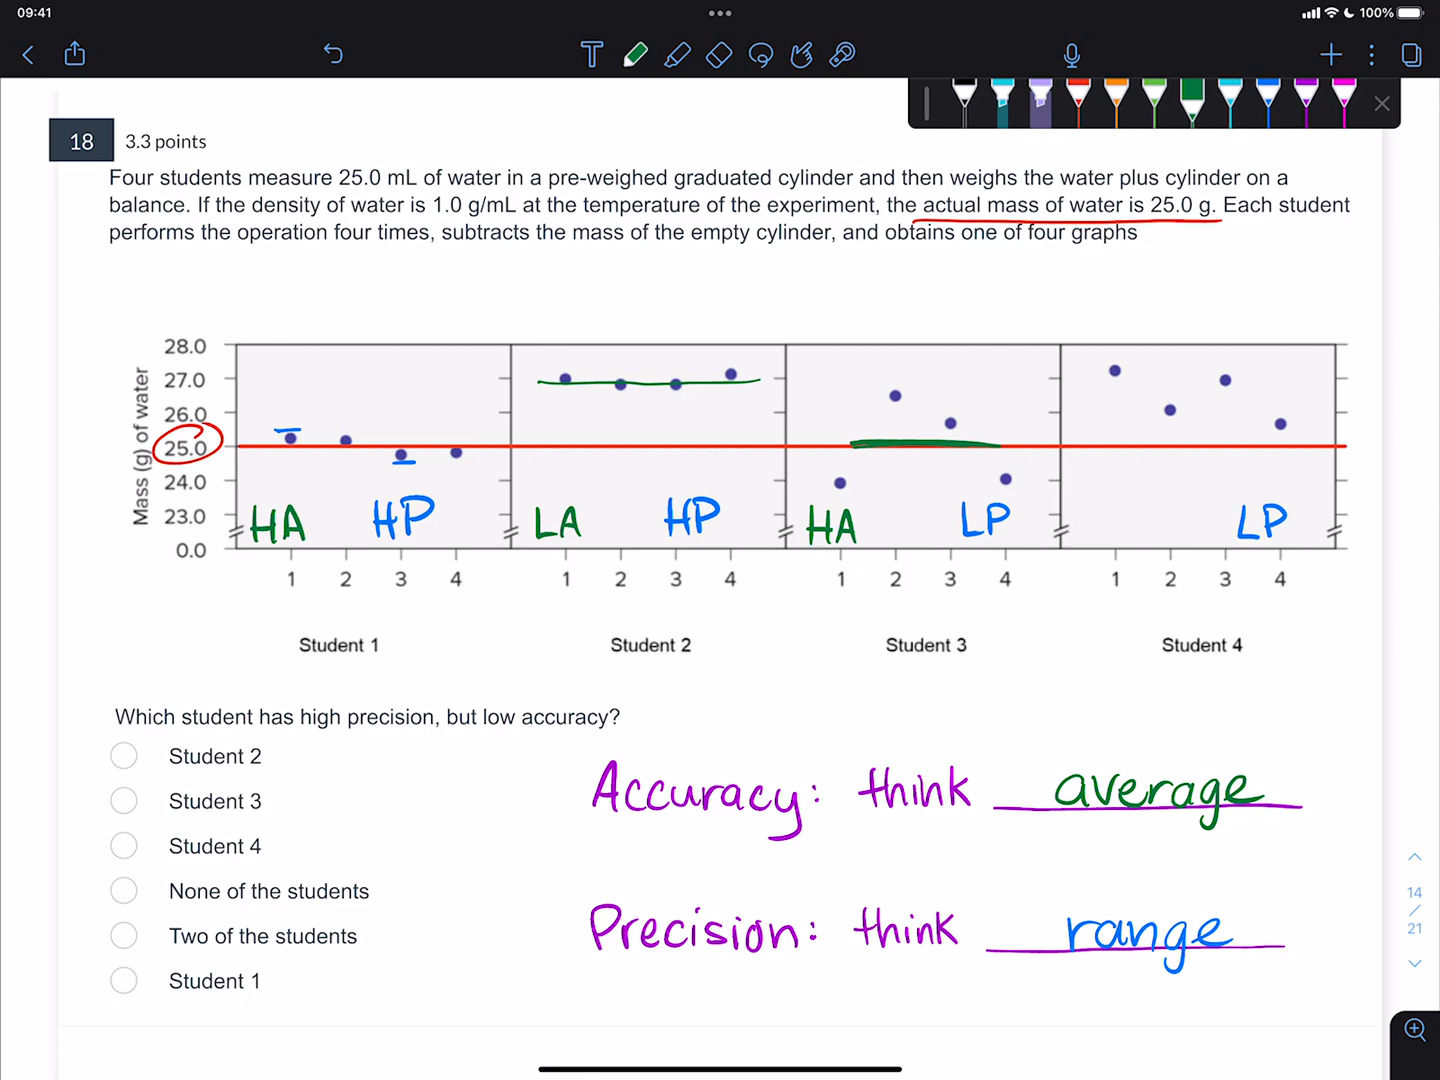 09:41
100%
18 3.3 points
Four students measure 25.0 mL of water in a pre-weighed graduated cylinder and then weighs the water plus cylinder on a
balance. If the density of water is 1.0 g/mL at the temperature of the experiment, the actual mass of water is 25.0 g. Each student
performs the operation four times, subtracts the mass of the empty cylinder, and obtains one of four graphs
Mass (g) of water
28.0
27.0
26.0
25.0
24.0
23.0
0.0
HA HP LA HP HA LP LP
1 2 3 4 1 2 3 4 1 2 3 4 1 2 3 4
Student 1 Student 2 Student 3 Student 4
Which student has high precision, but low accuracy?
Student 2
Student 3
Student 4
None of the students
Two of the students
Student 1
Accuracy: think average
Precision: think range
14
/
21